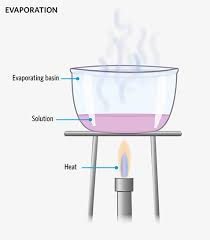 EVAPORATION
Evaporating basin
Solution
Heat